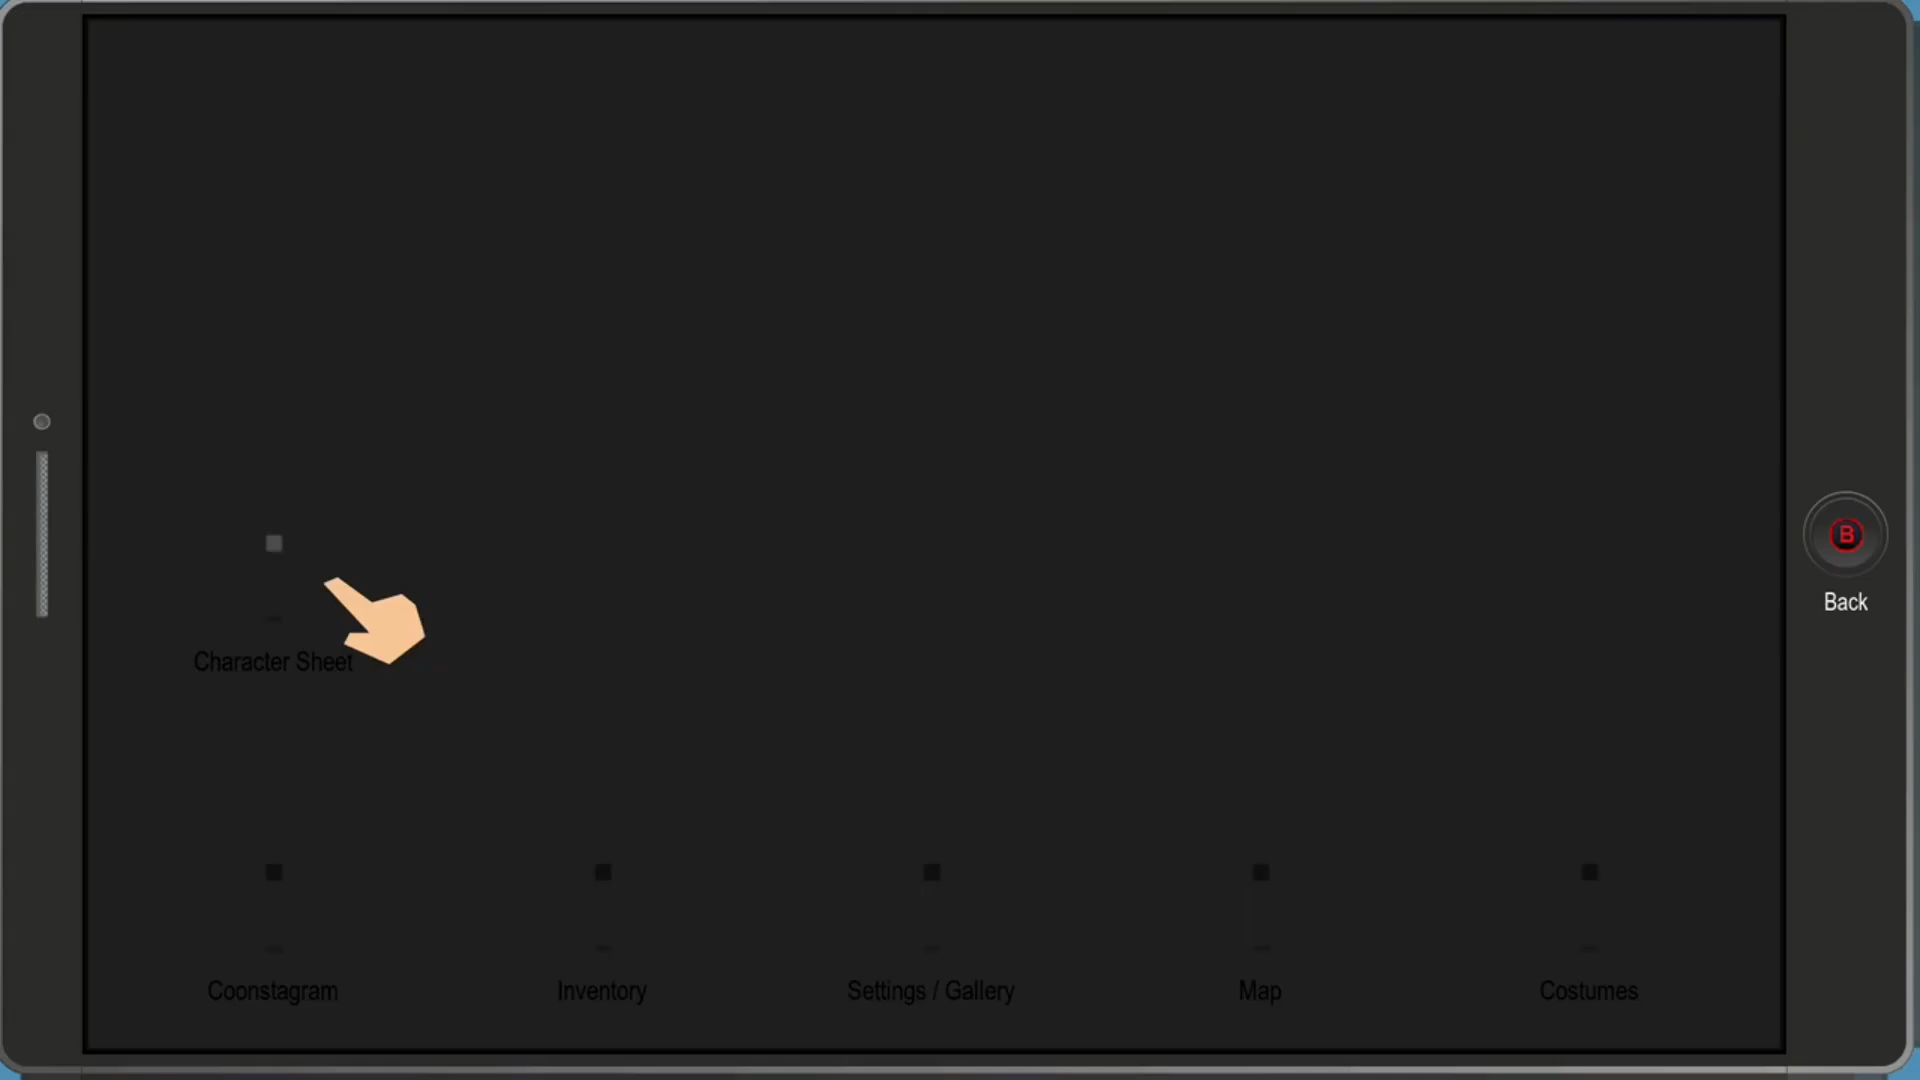 B
Back
Character Sheet
Coonstagram
Inventory
Settings / Gallery
Map
Costumes